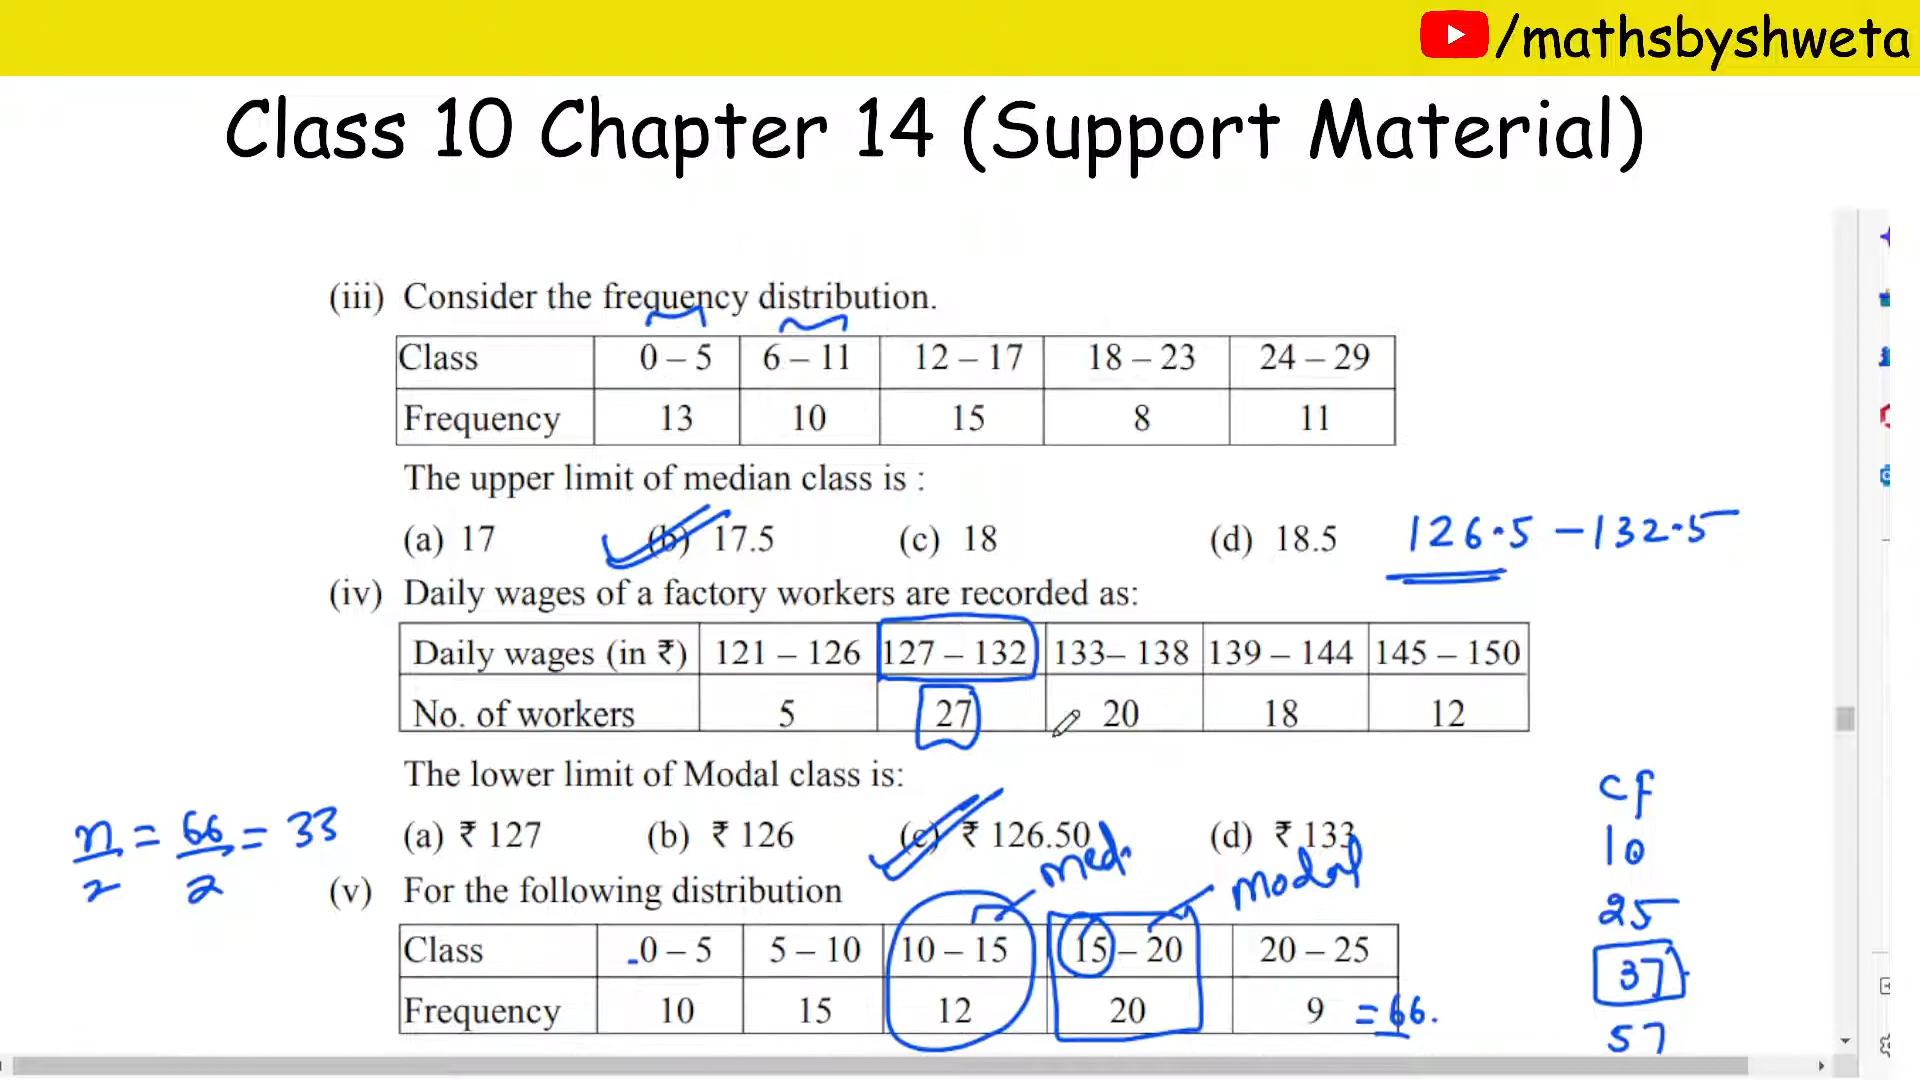 /mathsbyshweta
Class 10 Chapter 14 (Support Material)
(iii) Consider the frequency distribution.
Class 0 – 5 6 – 11 12 – 17 18 – 23 24 – 29
Frequency 13 10 15 8 11
The upper limit of median class is :
(a) 17 (b) 17.5 (c) 18 (d) 18.5
126.5 – 132.5
(iv) Daily wages of a factory workers are recorded as:
Daily wages (in ₹) 121 – 126 127 – 132 133– 138 139 – 144 145 – 150
No. of workers 5 27 20 18 12
The lower limit of Modal class is:
(a) ₹ 127 (b) ₹ 126 (c) ₹ 126.50 (d) ₹ 133
n/2 = 66/2 = 33
med.
modal
(v) For the following distribution
Class 0 – 5 5 – 10 10 – 15 15 – 20 20 – 25
Frequency 10 15 12 20 9 = 66.
cf
10
25
37
57